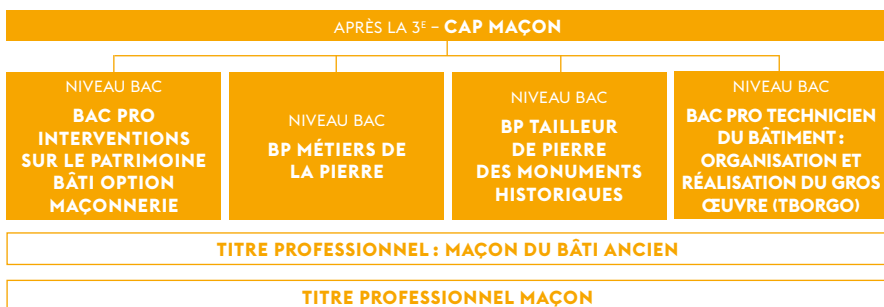 APRÈS LA 3E – CAP MAÇON
NIVEAU BAC
BAC PRO
INTERVENTIONS
SUR LE PATRIMOINE
BÂTI OPTION
MAÇONNERIE
NIVEAU BAC
BP MÉTIERS DE
LA PIERRE
NIVEAU BAC
BP TAILLEUR
DE PIERRE
DES MONUMENTS
HISTORIQUES
NIVEAU BAC
BAC PRO TECHNICIEN
DU BÂTIMENT :
ORGANISATION ET
RÉALISATION DU GROS
ŒUVRE (TBORGO)
TITRE PROFESSIONNEL : MAÇON DU BÂTI ANCIEN
TITRE PROFESSIONNEL MAÇON